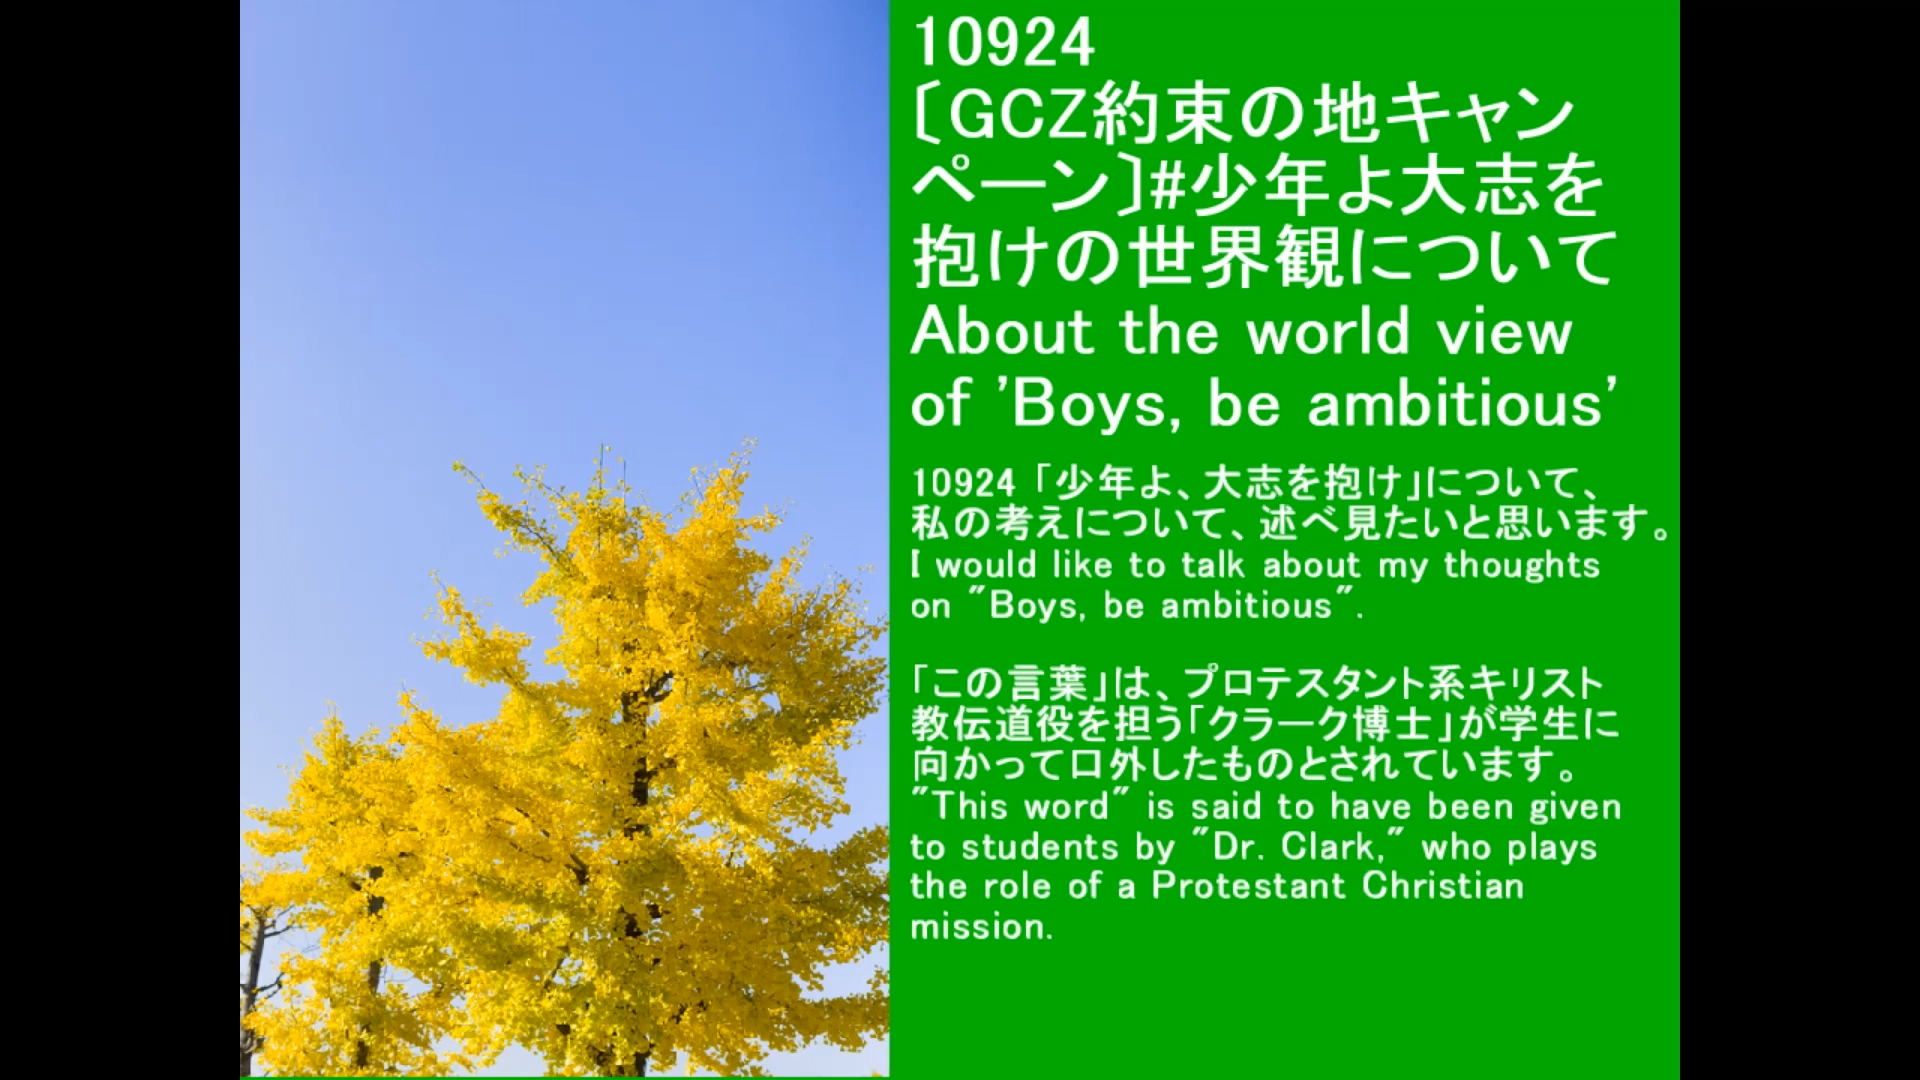 10924
〔GCZ約束の地キャン
ペーン〕#少年よ大志を
抱けの世界観について
About the world view
of 'Boys, be ambitious'
10924 「少年よ、大志を抱け」について、
私の考えについて、述べ見たいと思います。
I would like to talk about my thoughts
on "Boys, be ambitious".
「この言葉」は、プロテスタント系キリスト
教伝道役を担う「クラーク博士」が学生に
向かって口外したものとされています。
"This word" is said to have been given
to students by "Dr. Clark," who plays
the role of a Protestant Christian
mission.